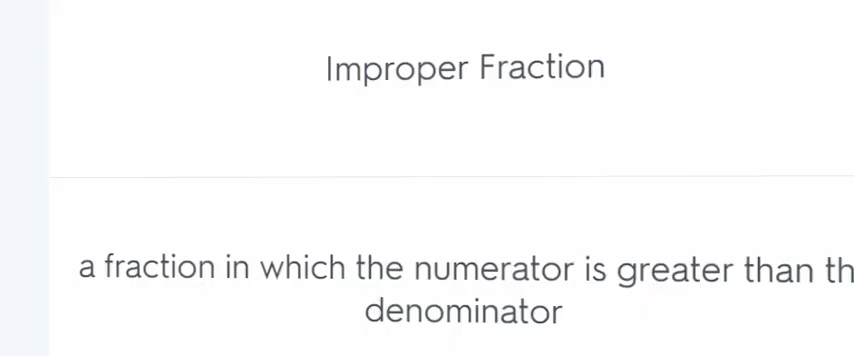 Improper Fraction
a fraction in which the numerator is greater than th
denominator